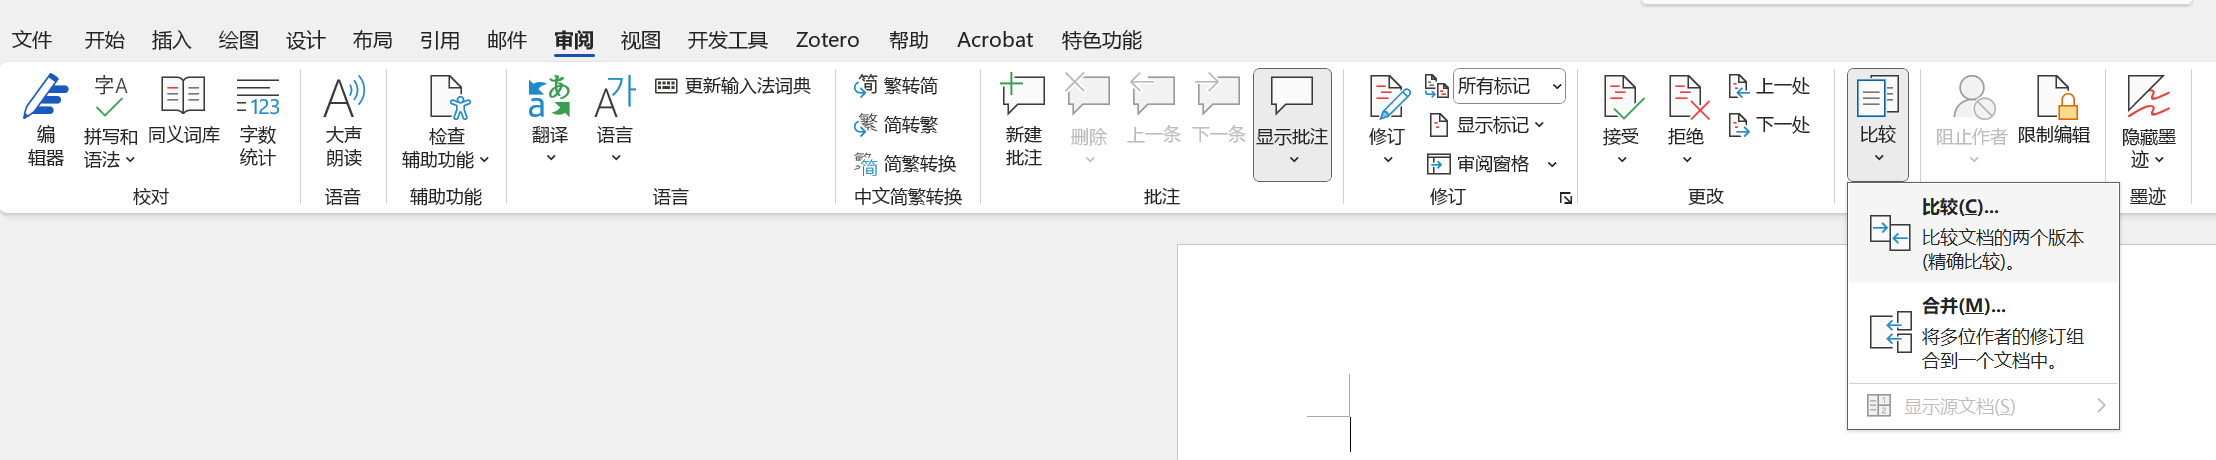 文件 开始 插入 绘图 设计 布局 引用 邮件 审阅 视图 开发工具 Zotero 帮助 Acrobat 特色功能
编
辑器
字A
拼写和
语法
同义词库
123
字数
统计
校对
A
大声
朗读
语音
检查
辅助功能
辅助功能
a あ
翻译
A 가
语言
更新输入法词典
语言
简 繁转简
繁 简转繁
繁 简 简繁转换
中文简繁转换
新建
批注
删除
上一条
下一条
显示批注
批注
修订
所有标记
显示标记
审阅窗格
修订
接受
拒绝
上一处
下一处
更改
比较
阻止作者
限制编辑
隐藏墨
迹
墨迹
比较(C)...
比较文档的两个版本
(精确比较)。
合并(M)...
将多位作者的修订组
合到一个文档中。
显示源文档(S)